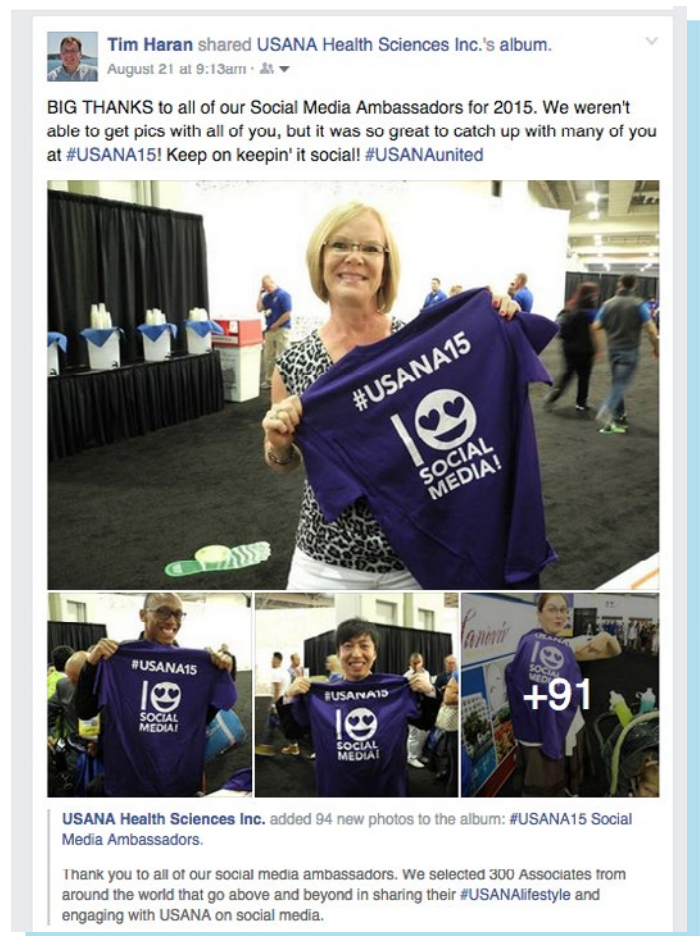 Tim Haran shared USANA Health Sciences Inc.'s album.
August 21 at 9:13am
BIG THANKS to all of our Social Media Ambassadors for 2015. We weren't
able to get pics with all of you, but it was so great to catch up with many of you
at #USANA15! Keep on keepin' it social! #USANAunited
#USANA15
I
SOCIAL
MEDIA!
#USANA15
I
SOCIAL
MEDIA!
#USANA15
I
SOCIAL
MEDIA!
USANA
I
SOCIAL
MED
+91
USANA Health Sciences Inc. added 94 new photos to the album: #USANA15 Social
Media Ambassadors.
Thank you to all of our social media ambassadors. We selected 300 Associates from
around the world that go above and beyond in sharing their #USANAlifestyle and
engaging with USANA on social media.